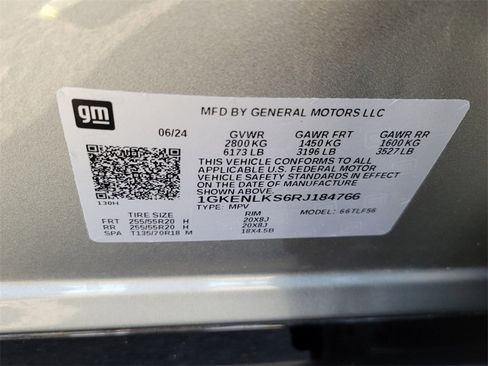 gm
MFD BY GENERAL MOTORS LLC
06/24 GVWR GAWR FRT GAWR RR
2800 KG 1450 KG 1600 KG
6173 LB 3196 LB 3527 LB
THIS VEHICLE CONFORMS TO ALL
APPLICABLE U.S. FEDERAL MOTOR
VEHICLE SAFETY STANDARDS IN EFFECT
ON THE DATE OF MANUFACTURE
1GKENLKS6RJ184766
130H
TYPE: MPV MODEL: 66TLF56
TIRE SIZE RIM
FRT 255/55R20 H 20X8J
RR 255/55R20 H 20X8J
SPA T135/70R18 M 18X4.5B